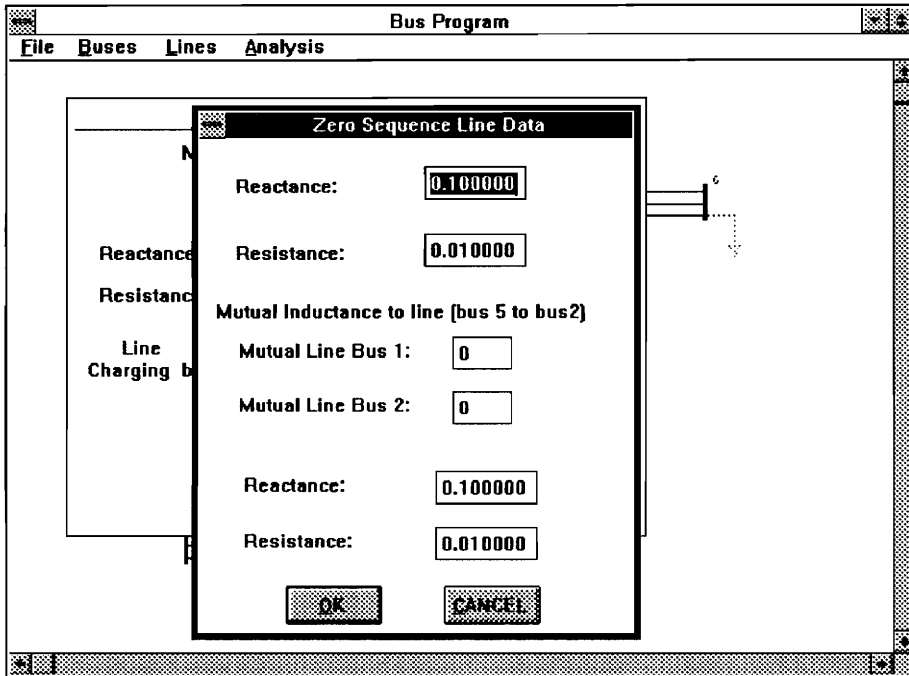 Bus Program
File Buses Lines Analysis
Zero Sequence Line Data
Reactance: 0.100000
Resistance: 0.010000
Mutual Inductance to line (bus 5 to bus2)
Mutual Line Bus 1: 0
Mutual Line Bus 2: 0
Reactance: 0.100000
Resistance: 0.010000
OK CANCEL
Reactance
Resistanc
Line
Charging b